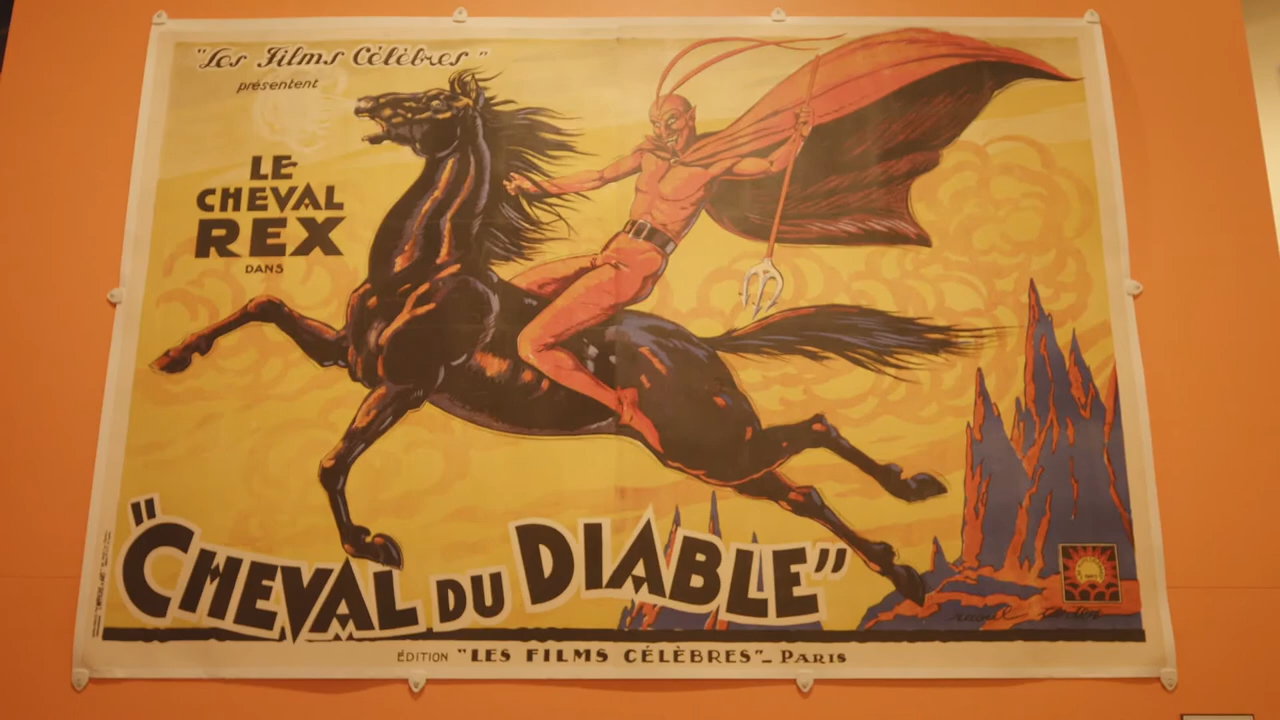 "Les Films Célèbres"
présentent
LE
CHEVAL
REX
DANS
"CHEVAL DU DIABLE"
ÉDITION "LES FILMS CÉLÈBRES"_ PARIS